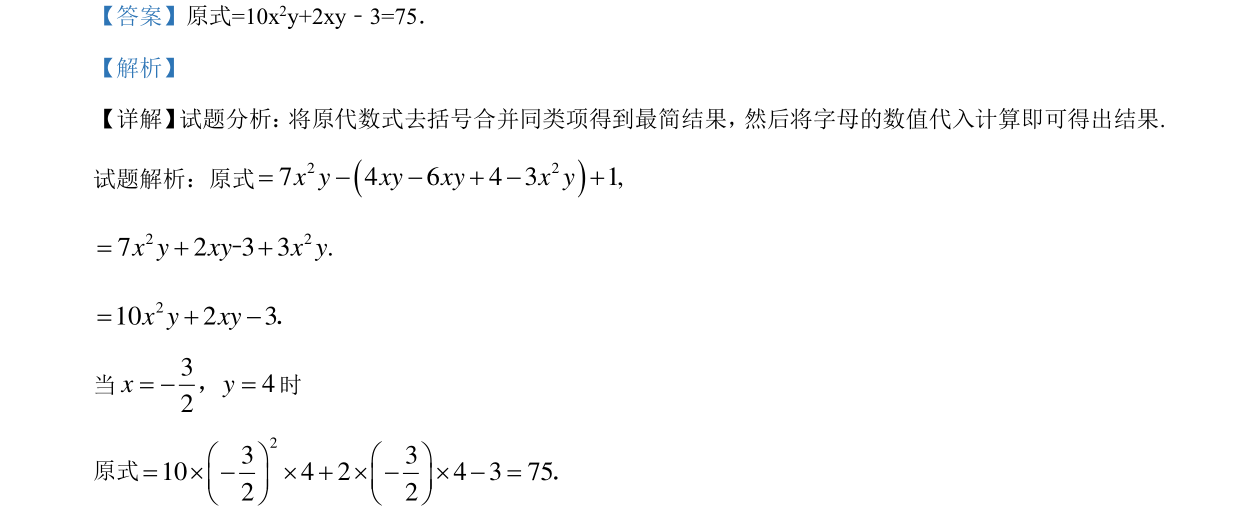 【答案】原式=10x²y+2xy﹣3=75.
【解析】
【详解】试题分析：将原代数式去括号合并同类项得到最简结果，然后将字母的数值代入计算即可得出结果.
试题解析：原式=7x²y−(4xy−6xy+4−3x²y)+1,
=7x²y+2xy-3+3x²y.
=10x²y+2xy−3.
当x=−3/2，y=4时
原式=10×(−3/2)²×4+2×(−3/2)×4−3=75.